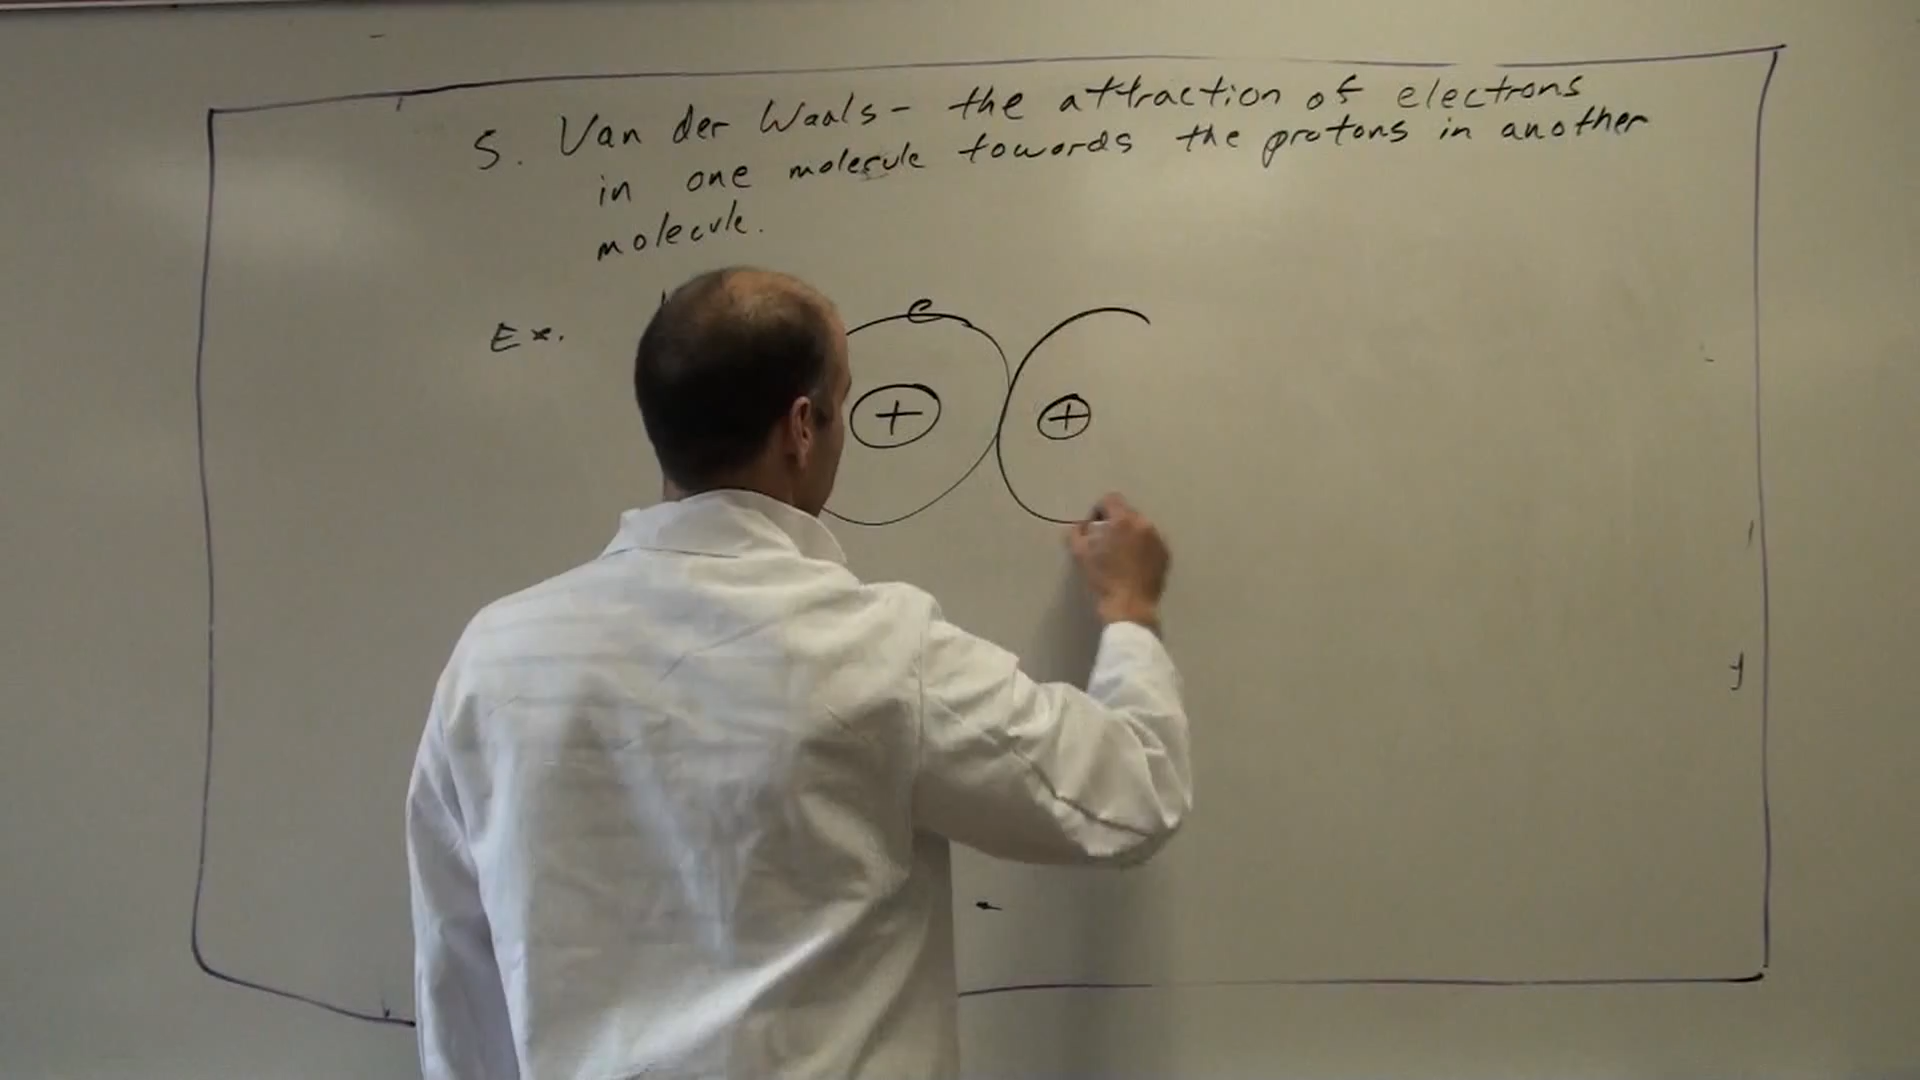 5. Van der Waals - the attraction of electrons
in one molecule towards the protons in another
molecule.
Ex.
e
+ +
y